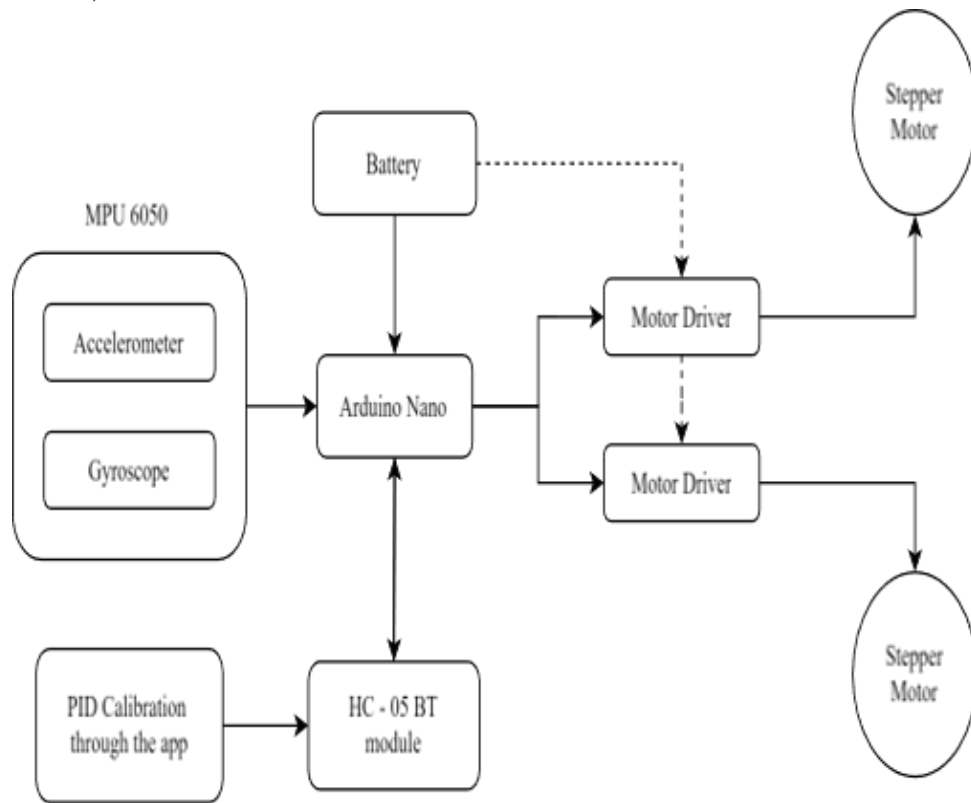 Stepper
Motor
Battery
MPU 6050
Accelerometer
Gyroscope
Arduino Nano
Motor Driver
Motor Driver
Stepper
Motor
PID Calibration
through the app
HC - 05 BT
module